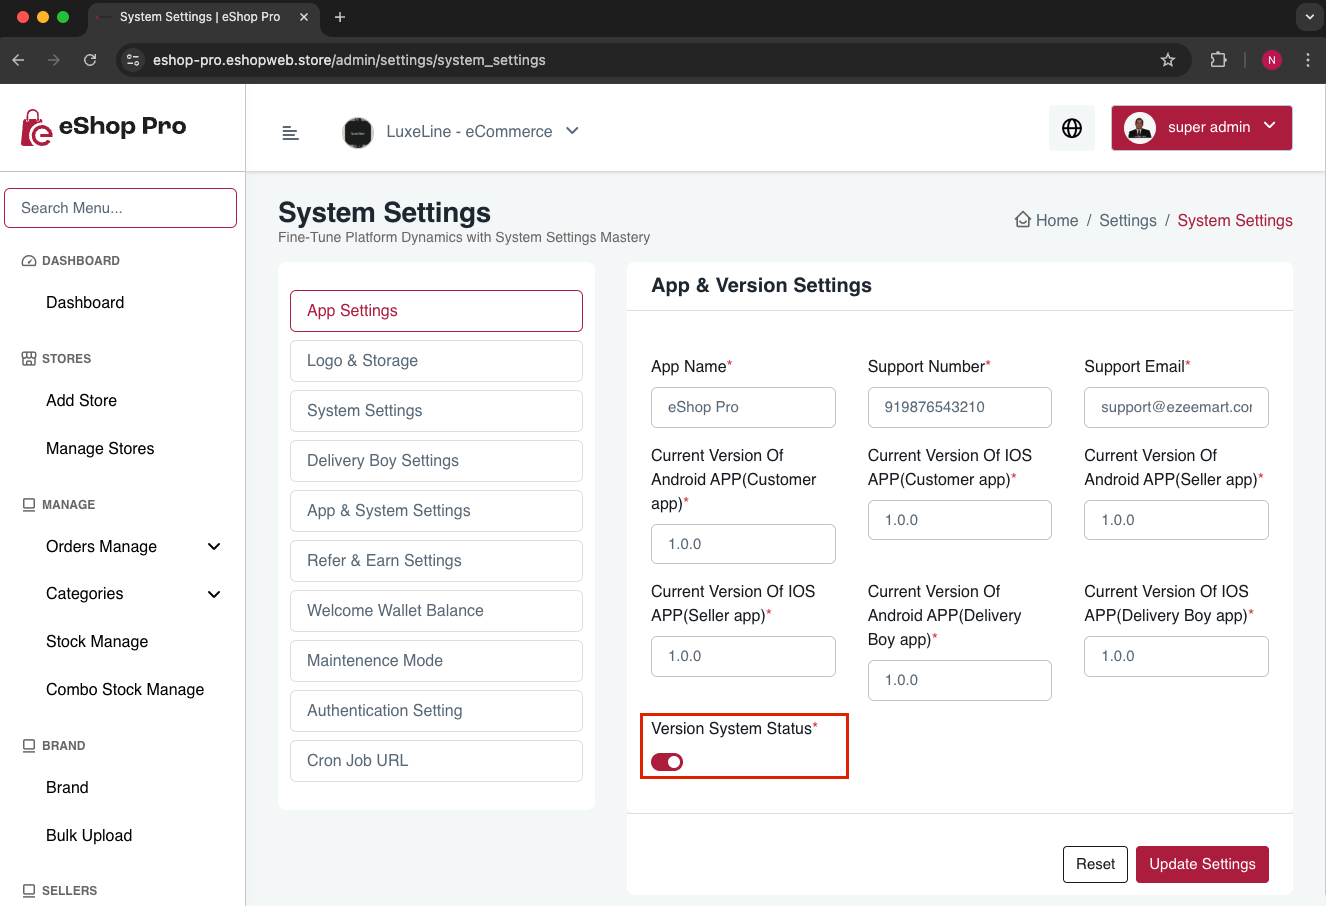 System Settings | eShop Pro
eshop-pro.eshopweb.store/admin/settings/system_settings
N
eShop Pro
LuxeLine - eCommerce
super admin
Search Menu...
DASHBOARD
Dashboard
STORES
Add Store
Manage Stores
MANAGE
Orders Manage
Categories
Stock Manage
Combo Stock Manage
BRAND
Brand
Bulk Upload
SELLERS
System Settings
Fine-Tune Platform Dynamics with System Settings Mastery
Home / Settings / System Settings
App Settings
Logo & Storage
System Settings
Delivery Boy Settings
App & System Settings
Refer & Earn Settings
Welcome Wallet Balance
Maintenence Mode
Authentication Setting
Cron Job URL
App & Version Settings
App Name*
eShop Pro
Support Number*
919876543210
Support Email*
support@ezeemart.cor
Current Version Of
Android APP(Customer
app)*
1.0.0
Current Version Of IOS
APP(Customer app)*
1.0.0
Current Version Of
Android APP(Seller app)*
1.0.0
Current Version Of IOS
APP(Seller app)*
1.0.0
Current Version Of
Android APP(Delivery
Boy app)*
1.0.0
Current Version Of IOS
APP(Delivery Boy app)*
1.0.0
Version System Status*
Reset
Update Settings